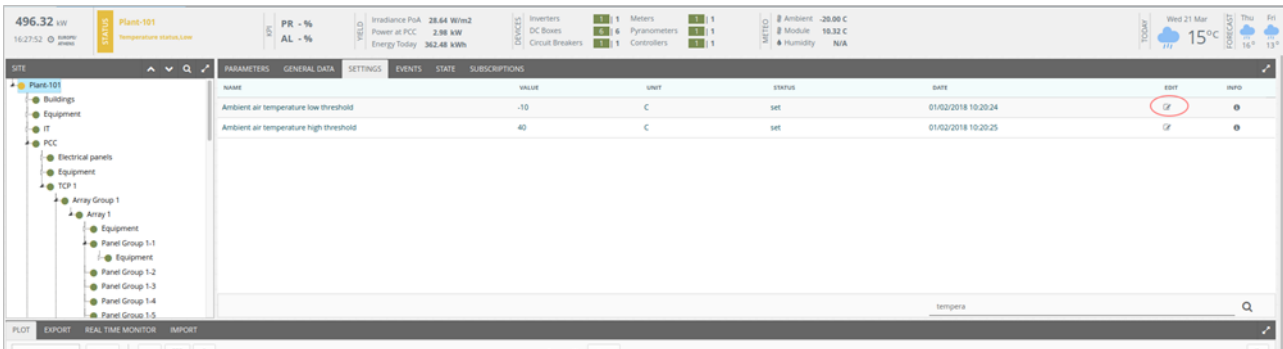 496.32 kW
16:27:52 EUROPE/ATHENS
STATUS
Plant-101
Temperature status.Low
KPI
PR - %
AL - %
YIELD
Irradiance PoA 28.64 W/m2
Power at PCC 2.98 kW
Energy Today 362.48 kWh
DEVICES
Inverters 1 | 1 Meters 1 | 1
DC Boxes 6 | 6 Pyranometers 1 | 1
Circuit Breakers 1 | 1 Controllers 1 | 1
METEO
Ambient -20.00 C
Module 10.32 C
Humidity N/A
TODAY
Wed 21 Mar
15°C
FORECAST
Thu Fri
16° 13°
SITE
PARAMETERS GENERAL DATA SETTINGS EVENTS STATE SUBSCRIPTIONS
Plant-101
Buildings
Equipment
IT
PCC
Electrical panels
Equipment
TCP 1
Array Group 1
Array 1
Equipment
Panel Group 1-1
Equipment
Panel Group 1-2
Panel Group 1-3
Panel Group 1-4
Panel Group 1-5
NAME VALUE UNIT STATUS DATE EDIT INFO
Ambient air temperature low threshold -10 C set 01/02/2018 10:20:24
Ambient air temperature high threshold 40 C set 01/02/2018 10:20:25
tempera
PLOT EXPORT REAL TIME MONITOR IMPORT